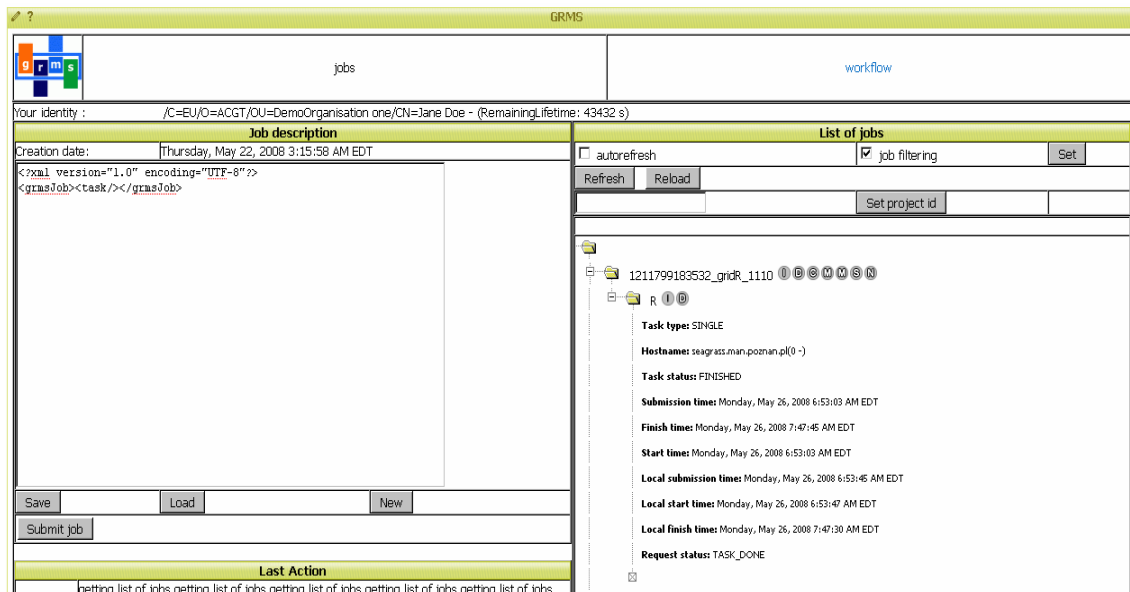 ?
GRMS
g r m s
jobs
workflow
Your identity : /C=EU/O=ACGT/OU=DemoOrganisation one/CN=Jane Doe - (RemainingLifetime: 43432 s)
Job description
Creation date: Thursday, May 22, 2008 3:15:58 AM EDT
<?xml version="1.0" encoding="UTF-8"?>
<grmsJob><task/></grmsJob>
Save Load New
Submit job
Last Action
getting list of jobs getting list of jobs getting list of jobs getting list of jobs getting list of jobs
List of jobs
autorefresh job filtering Set
Refresh Reload
Set project id
1211799183532_gridR_1110 I D C M M S N
R I D
Task type: SINGLE
Hostname: seagrass.man.poznan.pl(0 -)
Task status: FINISHED
Submission time: Monday, May 26, 2008 6:53:03 AM EDT
Finish time: Monday, May 26, 2008 7:47:45 AM EDT
Start time: Monday, May 26, 2008 6:53:03 AM EDT
Local submission time: Monday, May 26, 2008 6:53:45 AM EDT
Local start time: Monday, May 26, 2008 6:53:47 AM EDT
Local finish time: Monday, May 26, 2008 7:47:30 AM EDT
Request status: TASK_DONE